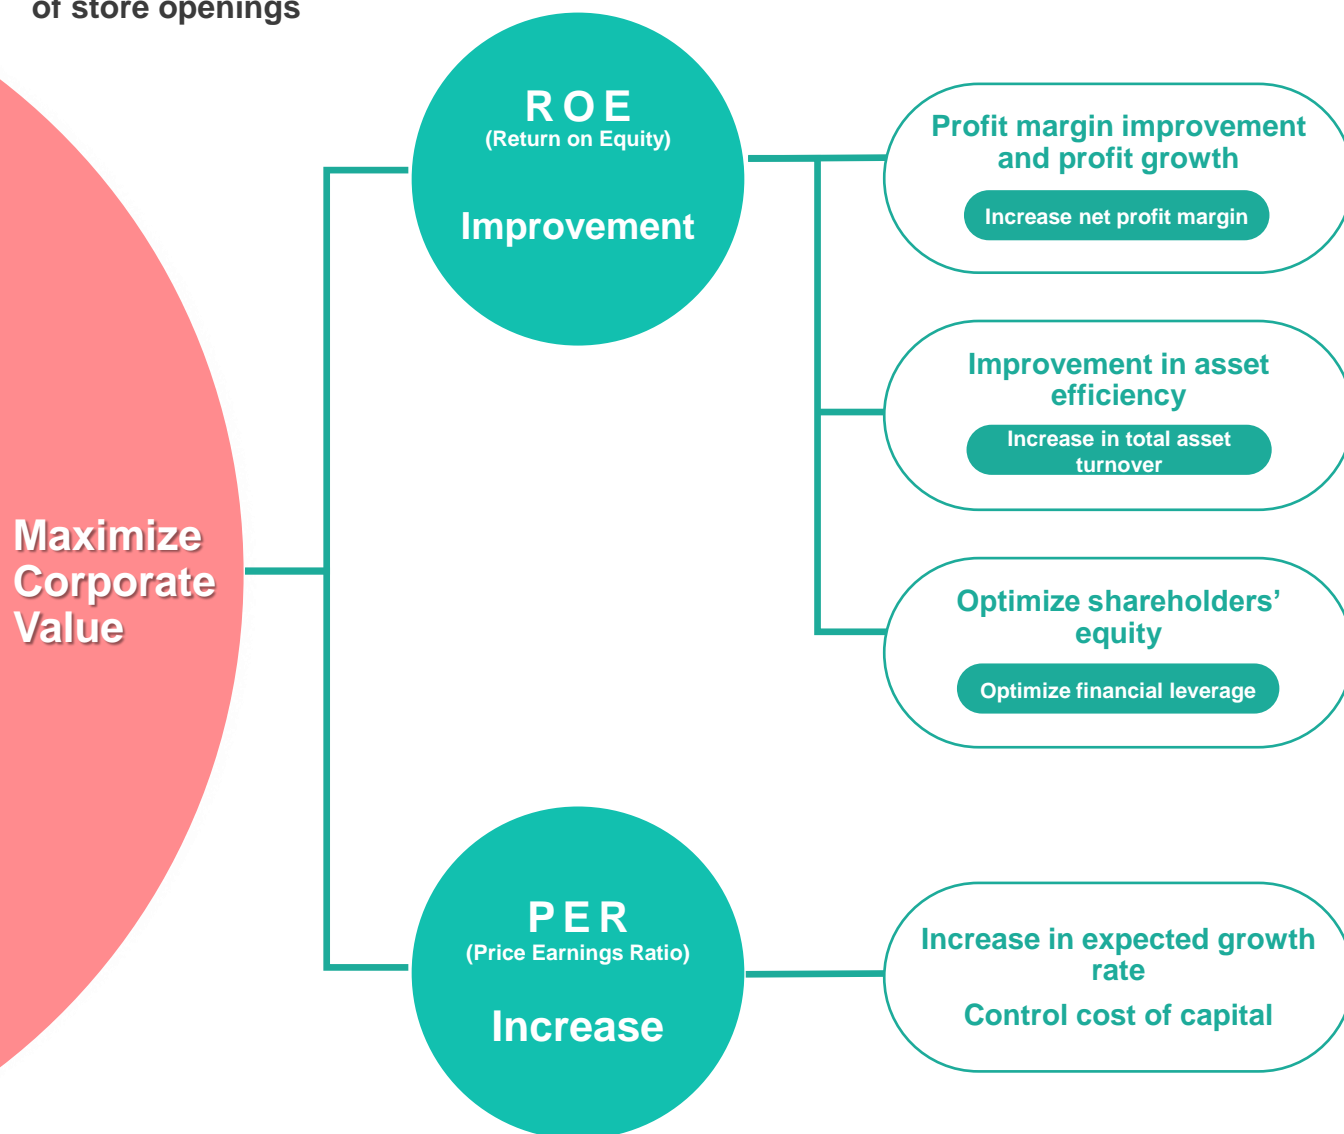 of store openings
ROE
(Return on Equity)
Improvement
Profit margin improvement
and profit growth
Increase net profit margin
Improvement in asset
efficiency
Increase in total asset
turnover
Optimize shareholders’
equity
Optimize financial leverage
Maximize
Corporate
Value
PER
(Price Earnings Ratio)
Increase
Increase in expected growth
rate
Control cost of capital